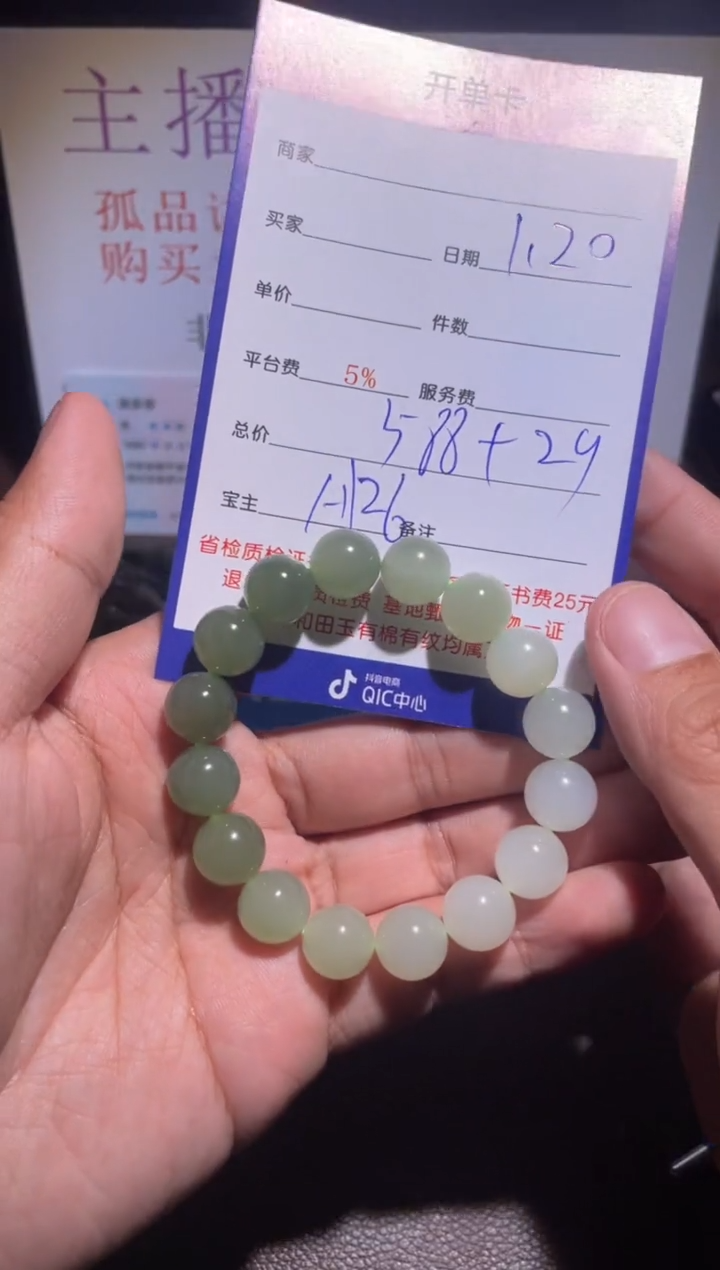 主播
孤品
购买
开单卡
商家
买家 日期 1.20
单价 件数
平台费 5% 服务费
总价 588+29
宝主 备注
省检质检证 书费25元
退 基地 物一证
和田玉有棉有纹均属
抖音电商
QIC中心